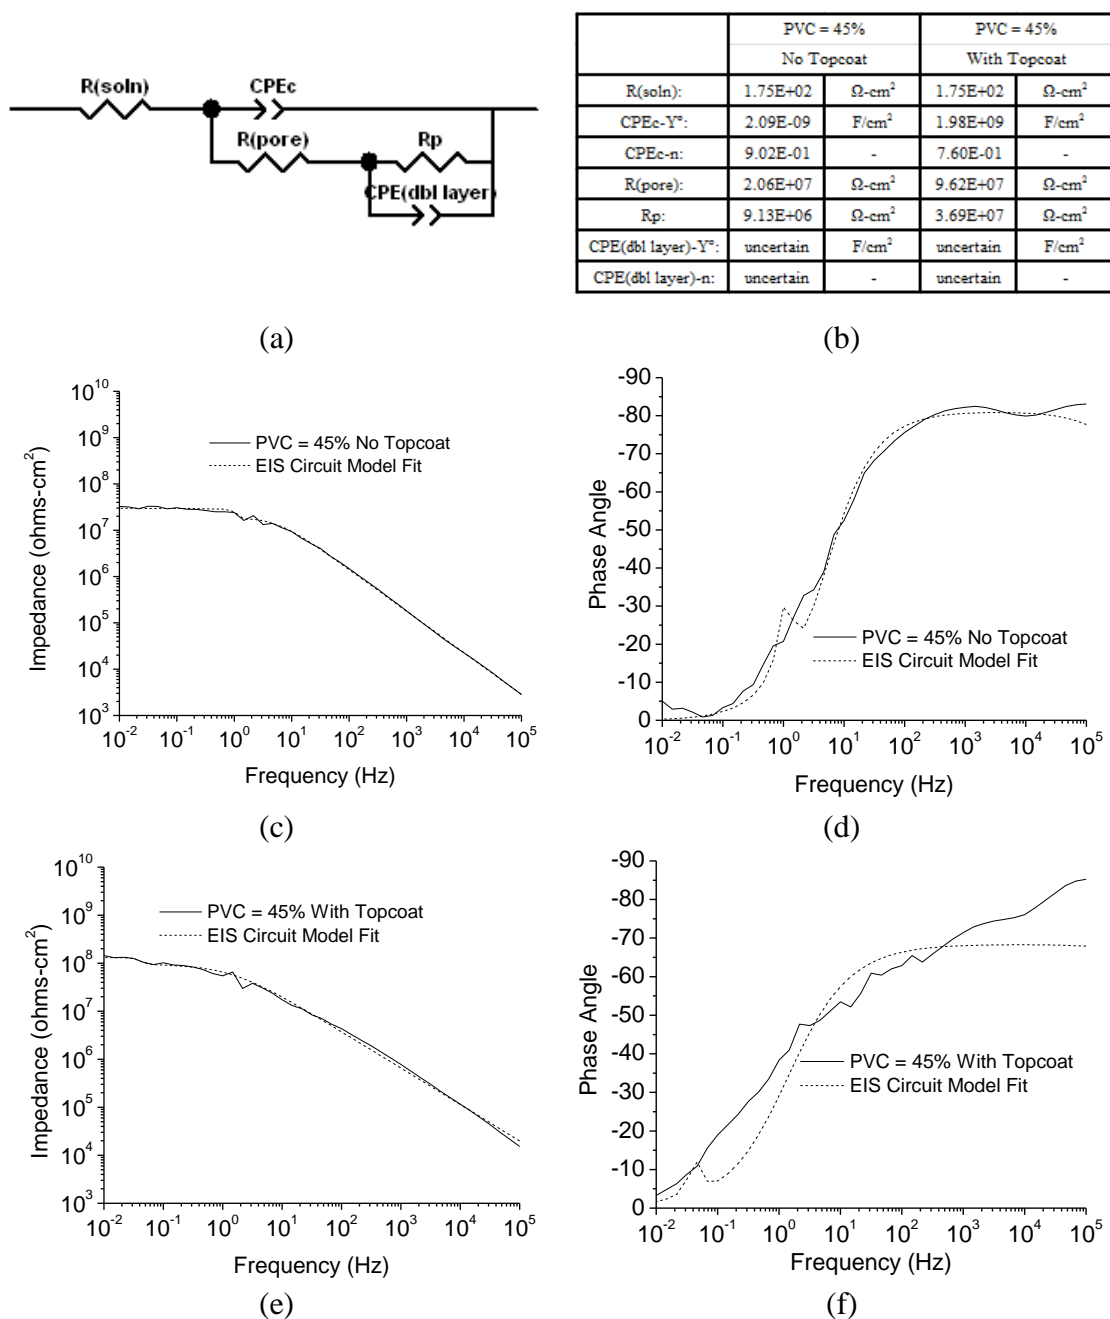 R(soln) CPEc
R(pore) Rp
CPE(dbl layer)
(a)
PVC = 45% PVC = 45%
No Topcoat With Topcoat
R(soln): 1.75E+02 Ω-cm² 1.75E+02 Ω-cm²
CPEc-Y°: 2.09E-09 F/cm² 1.98E+09 F/cm²
CPEc-n: 9.02E-01 - 7.60E-01 -
R(pore): 2.06E+07 Ω-cm² 9.62E+07 Ω-cm²
Rp: 9.13E+06 Ω-cm² 3.69E+07 Ω-cm²
CPE(dbl layer)-Y°: uncertain F/cm² uncertain F/cm²
CPE(dbl layer)-n: uncertain - uncertain -
(b)
10¹⁰
10⁹
10⁸
10⁷
10⁶
10⁵
10⁴
10³
Impedance (ohms-cm²)
PVC = 45% No Topcoat
EIS Circuit Model Fit
10⁻² 10⁻¹ 10⁰ 10¹ 10² 10³ 10⁴ 10⁵
Frequency (Hz)
(c)
-90
-80
-70
-60
-50
-40
-30
-20
-10
0
Phase Angle
PVC = 45% No Topcoat
EIS Circuit Model Fit
10⁻² 10⁻¹ 10⁰ 10¹ 10² 10³ 10⁴ 10⁵
Frequency (Hz)
(d)
10¹⁰
10⁹
10⁸
10⁷
10⁶
10⁵
10⁴
10³
Impedance (ohms-cm²)
PVC = 45% With Topcoat
EIS Circuit Model Fit
10⁻² 10⁻¹ 10⁰ 10¹ 10² 10³ 10⁴ 10⁵
Frequency (Hz)
(e)
-90
-80
-70
-60
-50
-40
-30
-20
-10
0
Phase Angle
PVC = 45% With Topcoat
EIS Circuit Model Fit
10⁻² 10⁻¹ 10⁰ 10¹ 10² 10³ 10⁴ 10⁵
Frequency (Hz)
(f)